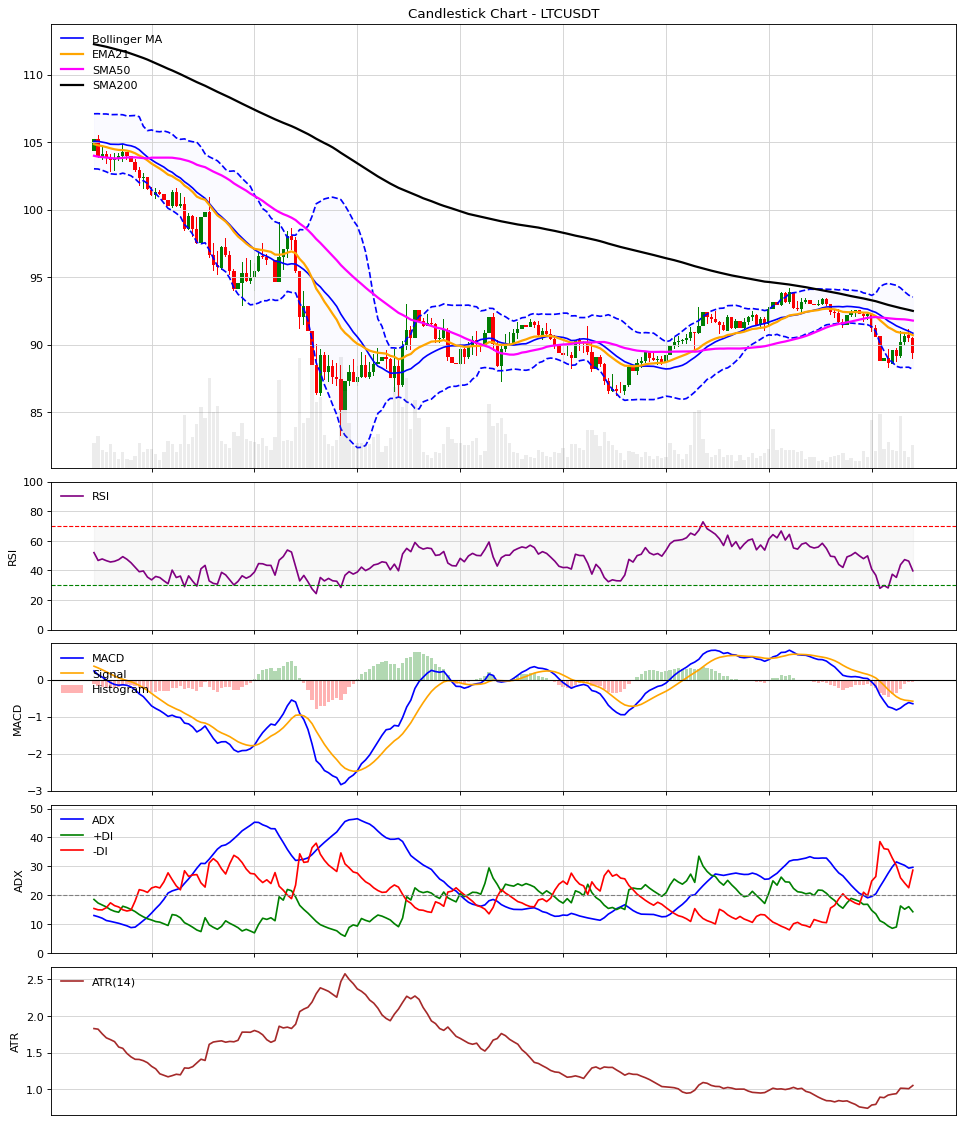 Candlestick Chart - LTCUSDT
Bollinger MA
EMA21
SMA50
SMA200
110
105
100
95
90
85
RSI
100
80
60
40
20
0
RSI
MACD
Signal
Histogram
0
−1
−2
−3
MACD
ADX
+DI
-DI
50
40
30
20
10
0
ADX
ATR(14)
2.5
2.0
1.5
1.0
ATR